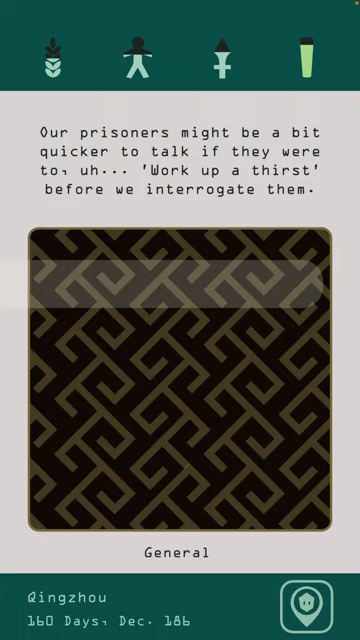 Our prisoners might be a bit
quicker to talk if they were
to, uh... 'Work up a thirst'
before we interrogate them.
General
Qingzhou
160 Days, Dec. 186